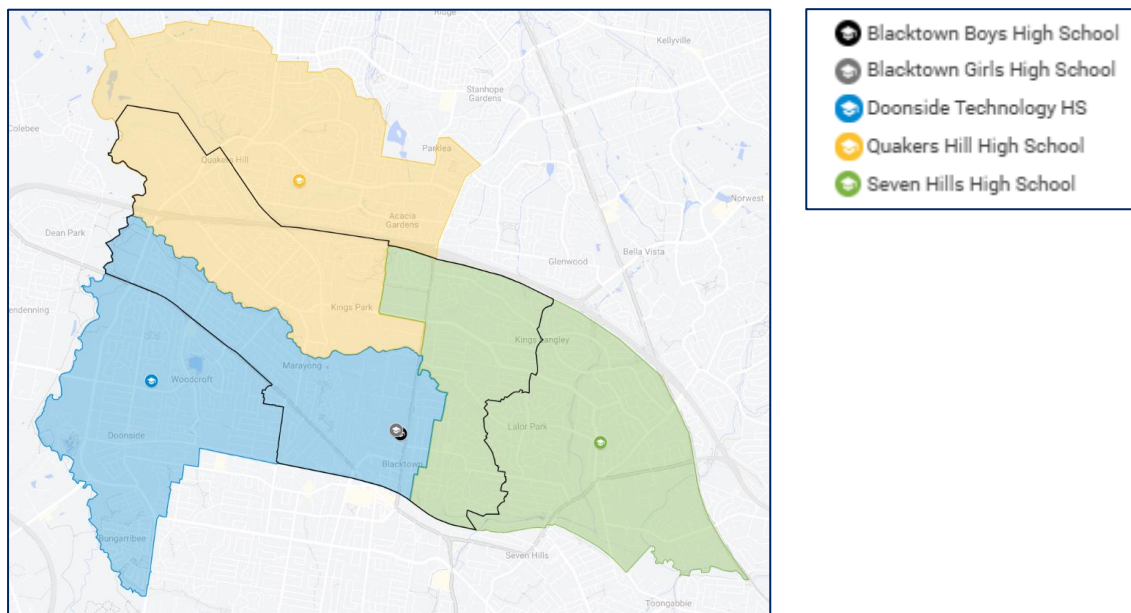 Ridge
Kellyville
Stanhope
Gardens
Colebee
Parklea
Quakers Hill
Norwest
Acacia
Gardens
Dean Park
Bella Vista
Glenwood
endenning
Kings Park
Kings Langley
Marayong
Woodcroft
Lalor Park
Doonside
Blacktown
Bungarribee
Seven Hills
Toongabbie
Blacktown Boys High School
Blacktown Girls High School
Doonside Technology HS
Quakers Hill High School
Seven Hills High School